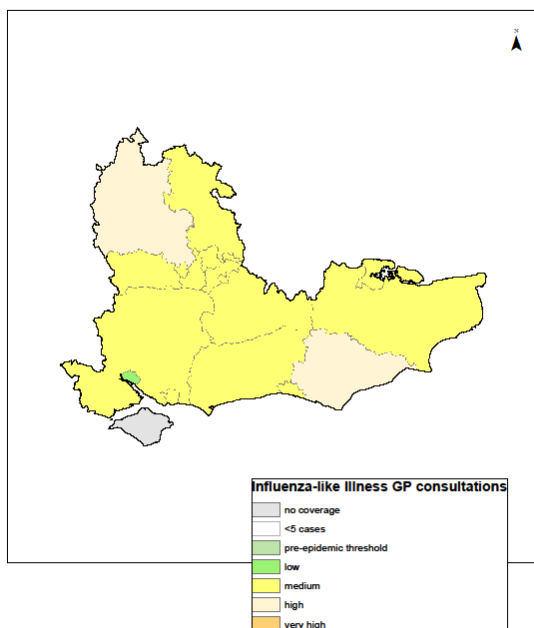 N
Influenza-like Illness GP consultations
no coverage
<5 cases
pre-epidemic threshold
low
medium
high
very high